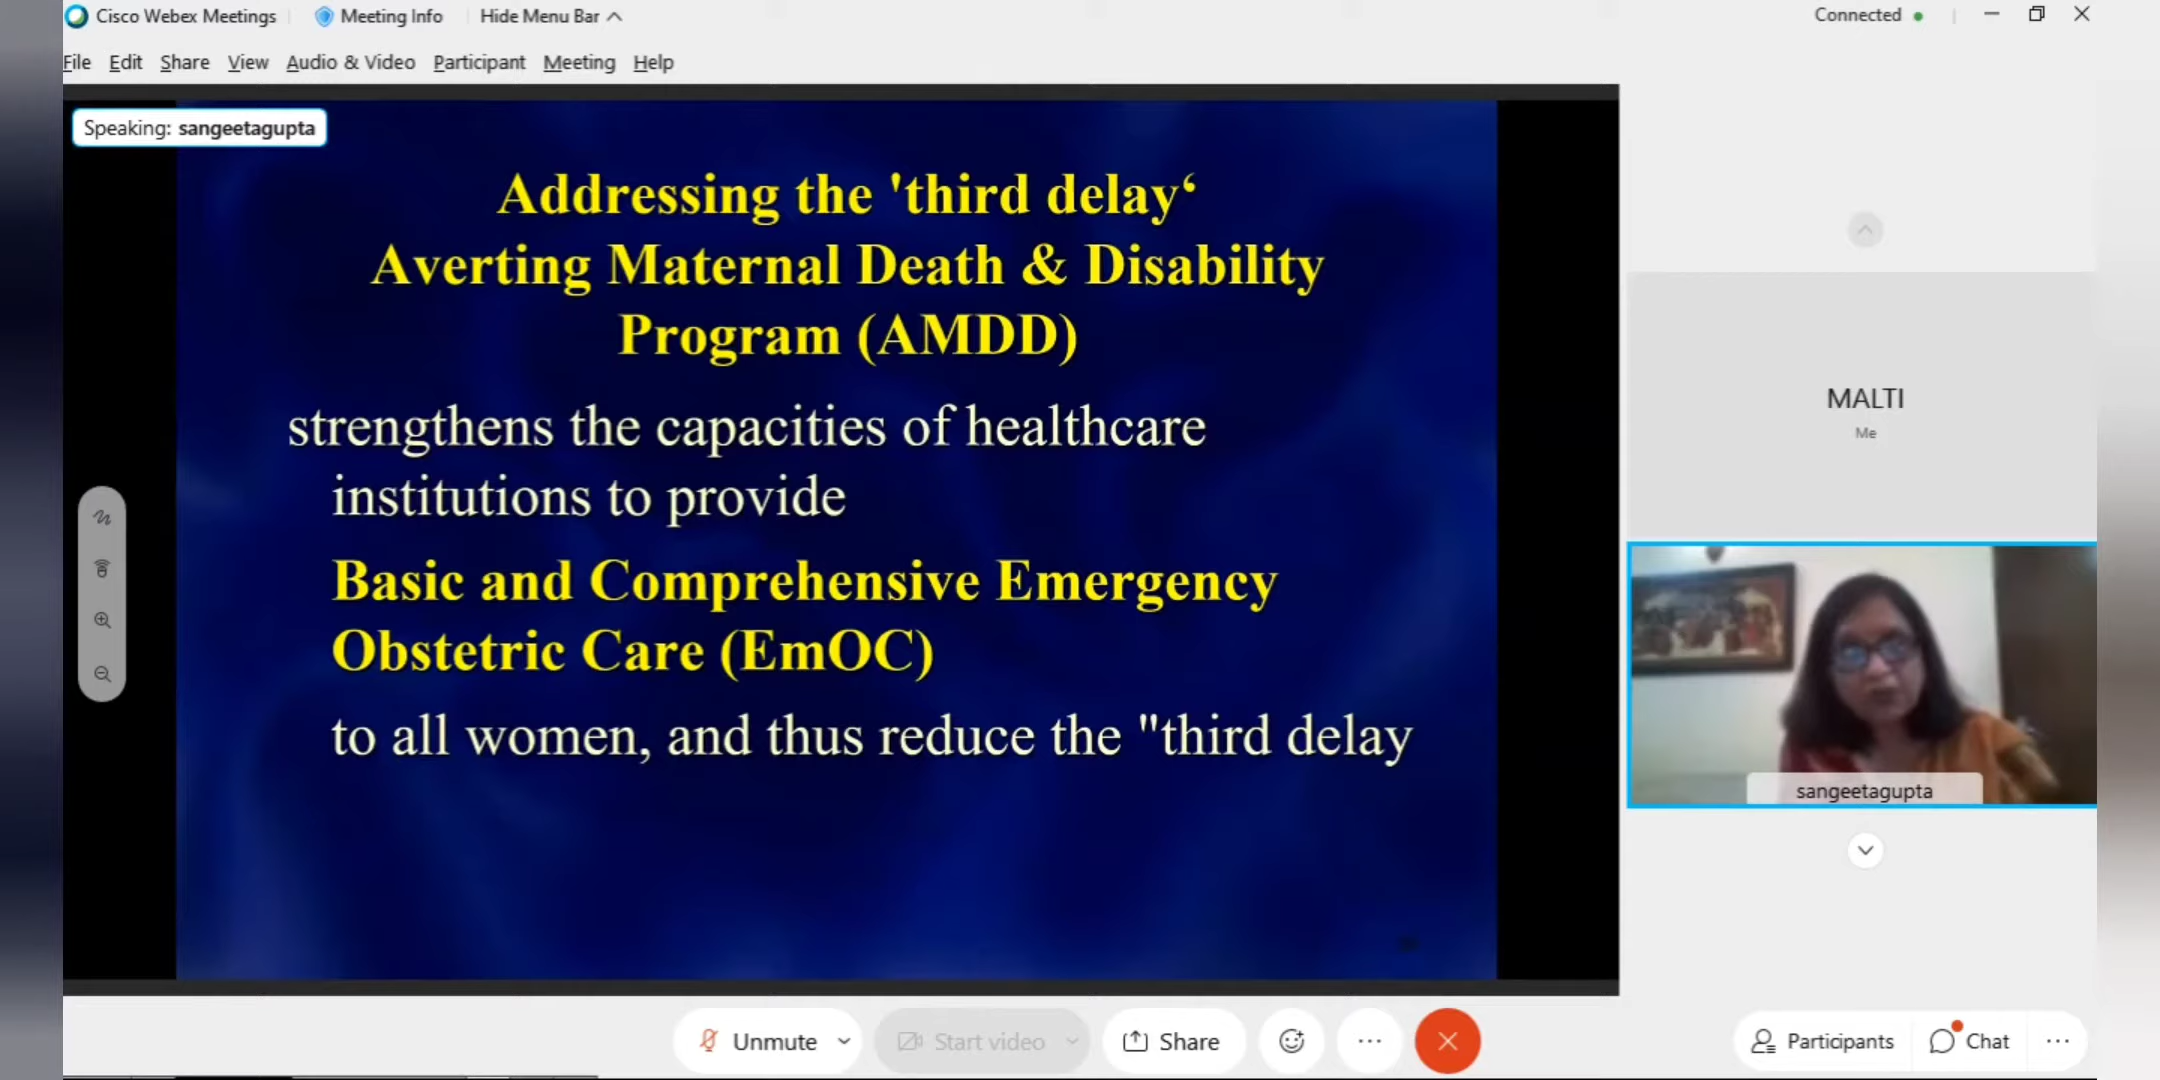 Cisco Webex Meetings
Meeting Info
Hide Menu Bar
Connected
File Edit Share View Audio & Video Participant Meeting Help
Speaking: sangeetagupta
Addressing the 'third delay‘
Averting Maternal Death & Disability
Program (AMDD)
strengthens the capacities of healthcare
institutions to provide
Basic and Comprehensive Emergency
Obstetric Care (EmOC)
to all women, and thus reduce the "third delay
MALTI
Me
sangeetagupta
Unmute
Start video
Share
Participants
Chat